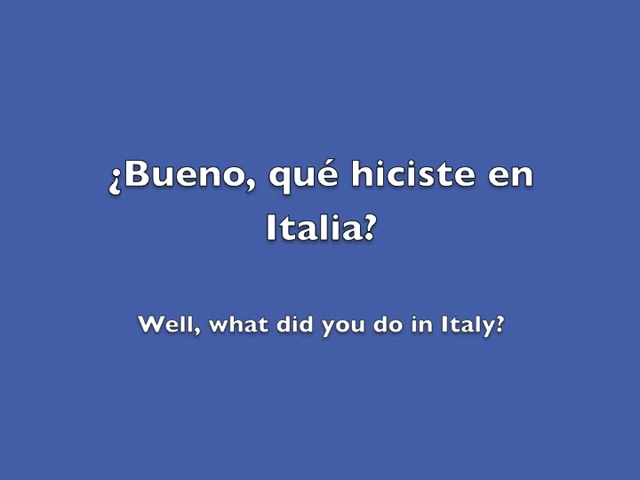 ¿Bueno, qué hiciste en
Italia?
Well, what did you do in Italy?